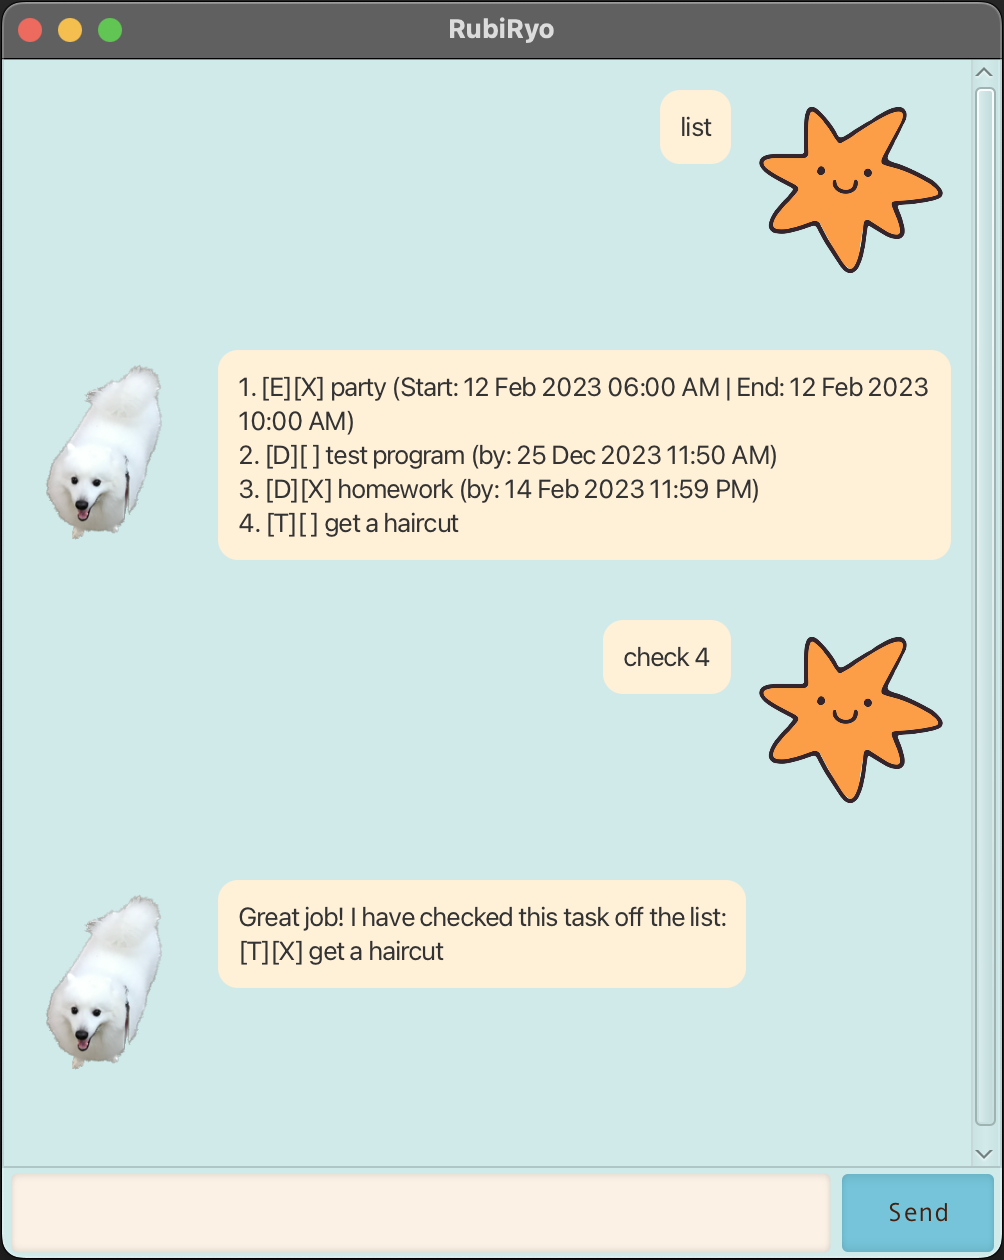 RubiRyo
list
1. [E][X] party (Start: 12 Feb 2023 06:00 AM | End: 12 Feb 2023
10:00 AM)
2. [D][ ] test program (by: 25 Dec 2023 11:50 AM)
3. [D][X] homework (by: 14 Feb 2023 11:59 PM)
4. [T][ ] get a haircut
check 4
Great job! I have checked this task off the list:
[T][X] get a haircut
Send